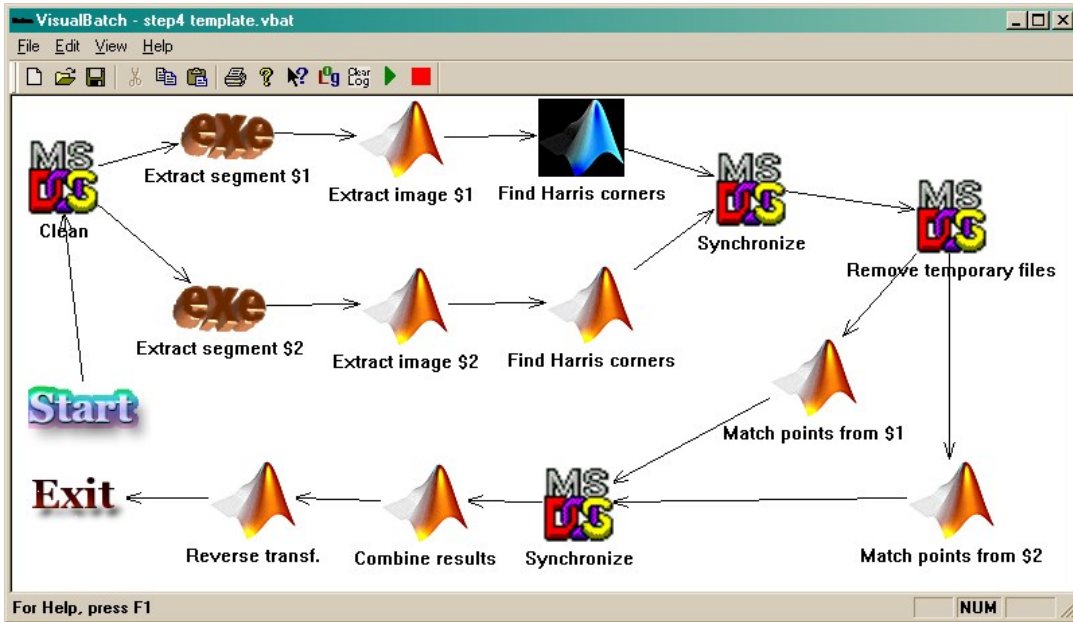 VisualBatch - step4 template.vbat
File Edit View Help
Log Clear Log
exe
Extract segment $1
Extract image $1
Find Harris corners
MS DOS
Clean
MS DOS
Synchronize
MS DOS
Remove temporary files
exe
Extract segment $2
Extract image $2
Find Harris corners
Start
Match points from $1
Exit
Reverse transf.
Combine results
MS DOS
Synchronize
Match points from $2
For Help, press F1
NUM